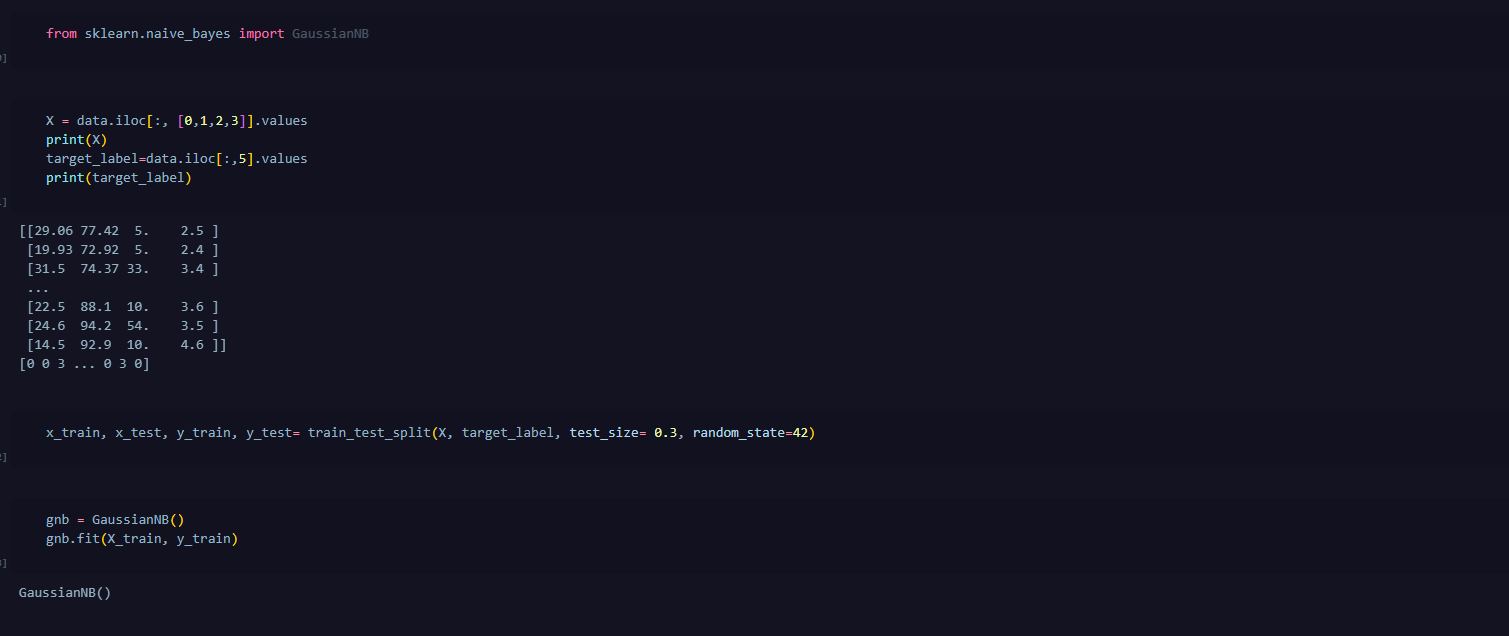 from sklearn.naive_bayes import GaussianNB
X = data.iloc[:, [0,1,2,3]].values
print(X)
target_label=data.iloc[:,5].values
print(target_label)
[[29.06 77.42  5.    2.5 ]
 [19.93 72.92  5.    2.4 ]
 [31.5  74.37 33.    3.4 ]
 ...
 [22.5  88.1  10.    3.6 ]
 [24.6  94.2  54.    3.5 ]
 [14.5  92.9  10.    4.6 ]]
[0 0 3 ... 0 3 0]
x_train, x_test, y_train, y_test= train_test_split(X, target_label, test_size= 0.3, random_state=42)
gnb = GaussianNB()
gnb.fit(X_train, y_train)
GaussianNB()